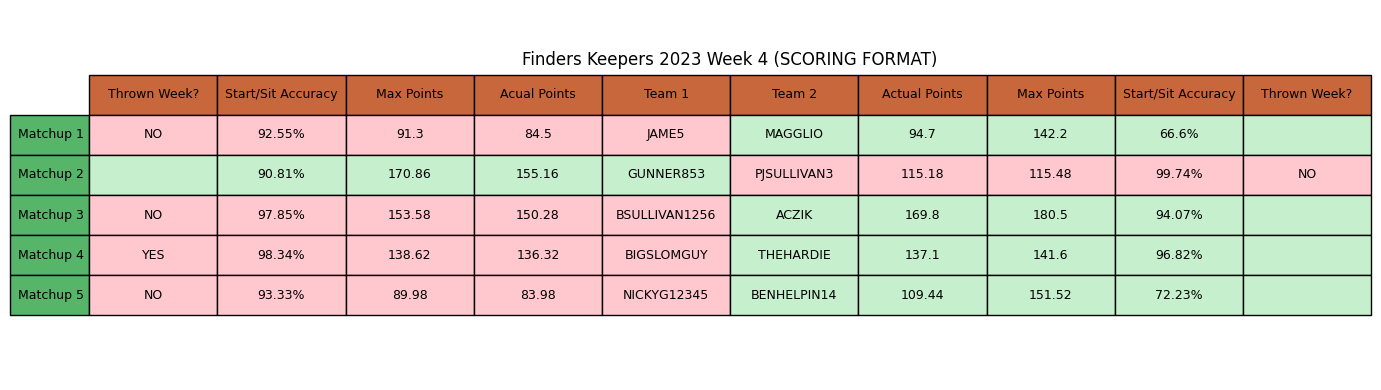 Finders Keepers 2023 Week 4 (SCORING FORMAT)
Thrown Week? Start/Sit Accuracy Max Points Acual Points Team 1 Team 2 Actual Points Max Points Start/Sit Accuracy Thrown Week?
Matchup 1 NO 92.55% 91.3 84.5 JAME5 MAGGLIO 94.7 142.2 66.6%
Matchup 2 90.81% 170.86 155.16 GUNNER853 PJSULLIVAN3 115.18 115.48 99.74% NO
Matchup 3 NO 97.85% 153.58 150.28 BSULLIVAN1256 ACZIK 169.8 180.5 94.07%
Matchup 4 YES 98.34% 138.62 136.32 BIGSLOMGUY THEHARDIE 137.1 141.6 96.82%
Matchup 5 NO 93.33% 89.98 83.98 NICKYG12345 BENHELPIN14 109.44 151.52 72.23%